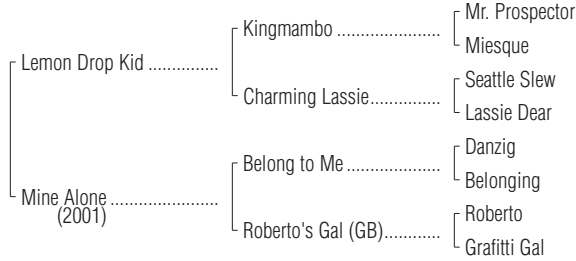 Mr. Prospector
Kingmambo ......................
Miesque
Lemon Drop Kid ...............
Seattle Slew
Charming Lassie...............
Lassie Dear
Danzig
Belong to Me ....................
Belonging
Mine Alone .......................
(2001)
Roberto
Roberto's Gal (GB)............
Grafitti Gal